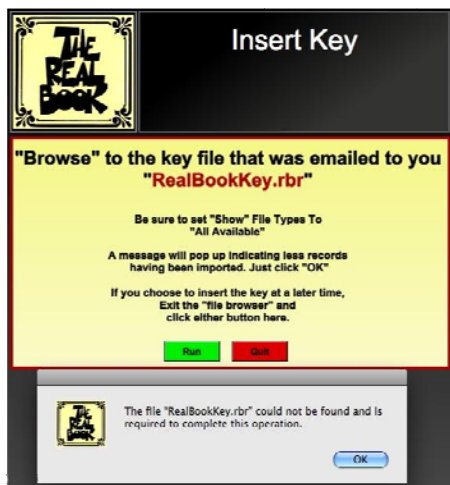 THE
REAL
BOOK
Insert Key
"Browse" to the key file that was emailed to you
"RealBookKey.rbr"
Be sure to set "Show" File Types To
"All Available"
A message will pop up indicating less records
having been imported. Just click "OK"
If you choose to insert the key at a later time,
Exit the "file browser" and
click either button here.
Run
Quit
THE
REAL
BOOK
The file "RealBookKey.rbr" could not be found and is
required to complete this operation.
OK